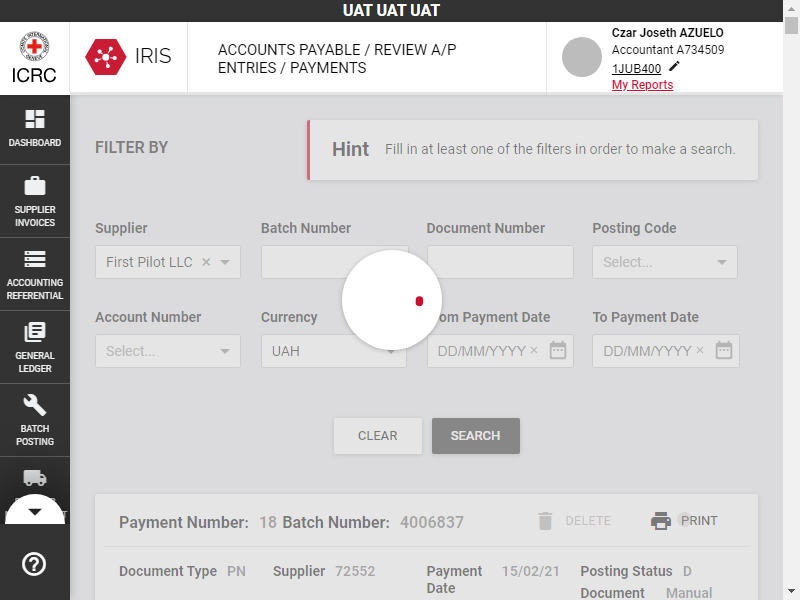 UAT UAT UAT
ICRC
IRIS
ACCOUNTS PAYABLE / REVIEW A/P
ENTRIES / PAYMENTS
Czar Joseth AZUELO
Accountant A734509
1JUB400
My Reports
DASHBOARD
SUPPLIER
INVOICES
ACCOUNTING
REFERENTIAL
GENERAL
LEDGER
BATCH
POSTING
FILTER BY
Hint Fill in at least one of the filters in order to make a search.
Supplier Batch Number Document Number Posting Code
First Pilot LLC × Select...
Account Number Currency om Payment Date To Payment Date
Select... UAH DD/MM/YYYY × DD/MM/YYYY ×
CLEAR SEARCH
Payment Number: 18 Batch Number: 4006837 DELETE PRINT
Document Type PN Supplier 72552 Payment Date 15/02/21 Posting Status D
Document Manual